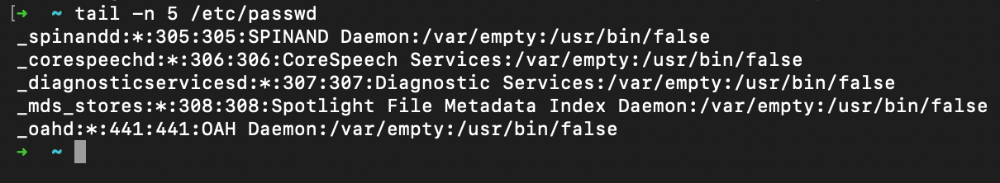 [➜ ~ tail -n 5 /etc/passwd
_spinandd:*:305:305:SPINAND Daemon:/var/empty:/usr/bin/false
_corespeechd:*:306:306:CoreSpeech Services:/var/empty:/usr/bin/false
_diagnosticservicesd:*:307:307:Diagnostic Services:/var/empty:/usr/bin/false
_mds_stores:*:308:308:Spotlight File Metadata Index Daemon:/var/empty:/usr/bin/false
_oahd:*:441:441:OAH Daemon:/var/empty:/usr/bin/false
➜ ~